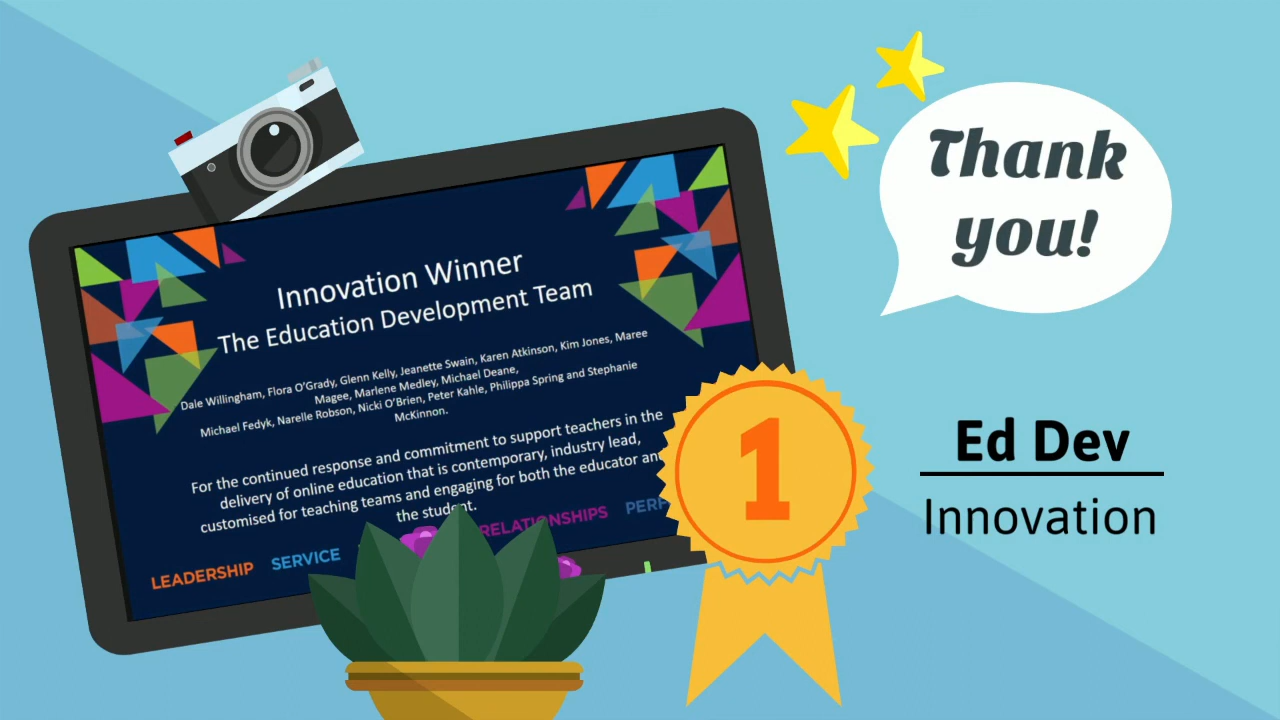 Thank
you!
Innovation Winner
The Education Development Team
Dale Willingham, Flora O'Grady, Glenn Kelly, Jeanette Swain, Karen Atkinson, Kim Jones, Maree
Magee, Marlene Medley, Michael Deane,
Michael Fedyk, Narelle Robson, Nicki O'Brien, Peter Kahle, Philippa Spring and Stephanie
McKinnon.
For the continued response and commitment to support teachers in the
delivery of online education that is contemporary, industry lead,
customised for teaching teams and engaging for both the educator an
the student.
LEADERSHIP SERVICE RELATIONSHIPS PERF
1
Ed Dev
Innovation